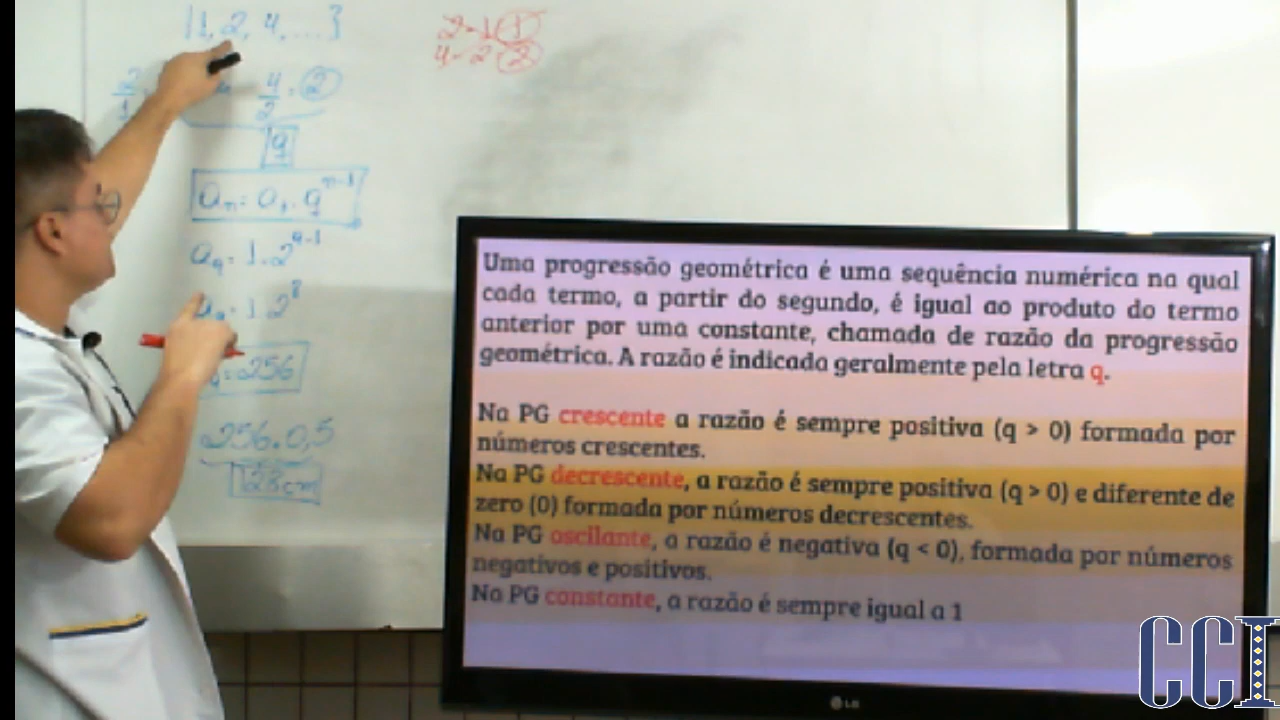 {1, 2, 4, ...}
2-1 1
4-2 2
4/2 = 2
q
aₙ = a₁ . qⁿ⁻¹
a₉ = 1 . 2⁹⁻¹
= 1 . 2⁸
= 256
256 . 0,5
128 cm
Uma progressão geométrica é uma sequência numérica na qual
cada termo, a partir do segundo, é igual ao produto do termo
anterior por uma constante, chamada de razão da progressão
geométrica. A razão é indicada geralmente pela letra q.
Na PG crescente a razão é sempre positiva (q > 0) formada por
números crescentes.
Na PG decrescente, a razão é sempre positiva (q > 0) e diferente de
zero (0) formada por números decrescentes.
Na PG oscilante, a razão é negativa (q < 0), formada por números
negativos e positivos.
Na PG constante, a razão é sempre igual a 1
LG
CCI